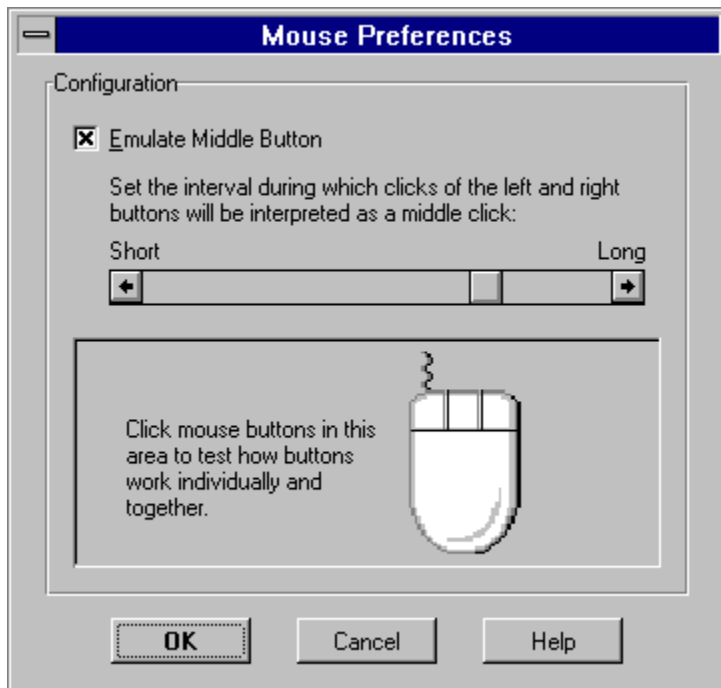 Mouse Preferences
Configuration
Emulate Middle Button
Set the interval during which clicks of the left and right
buttons will be interpreted as a middle click:
Short Long
Click mouse buttons in this
area to test how buttons
work individually and
together.
OK Cancel Help